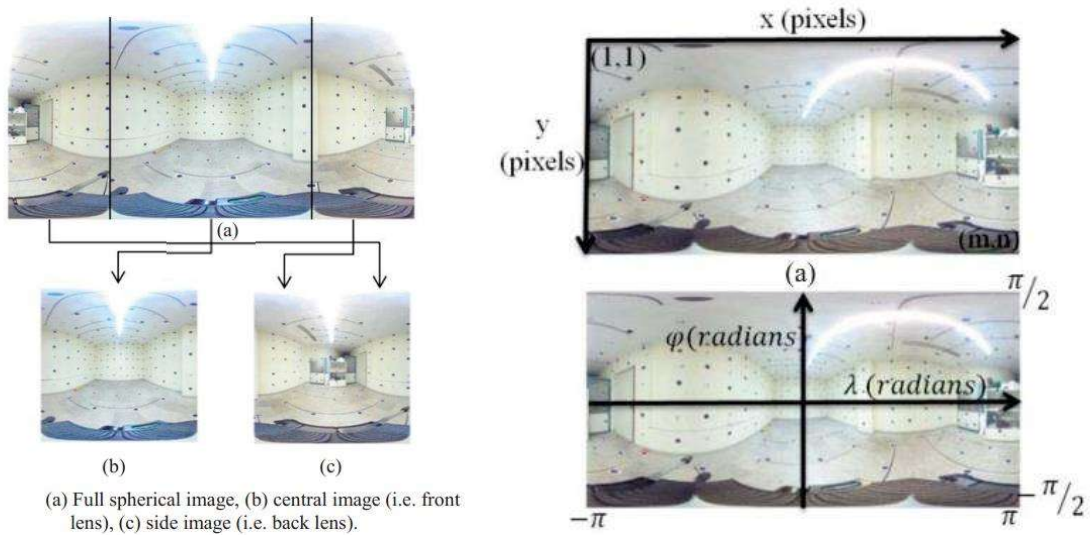 (a)
(b)
(c)
(a) Full spherical image, (b) central image (i.e. front
lens), (c) side image (i.e. back lens).
x (pixels)
(1,1)
y
(pixels)
(m,n)
(a)
π/2
φ(radians
λ (radians)
−π/2
−π
π